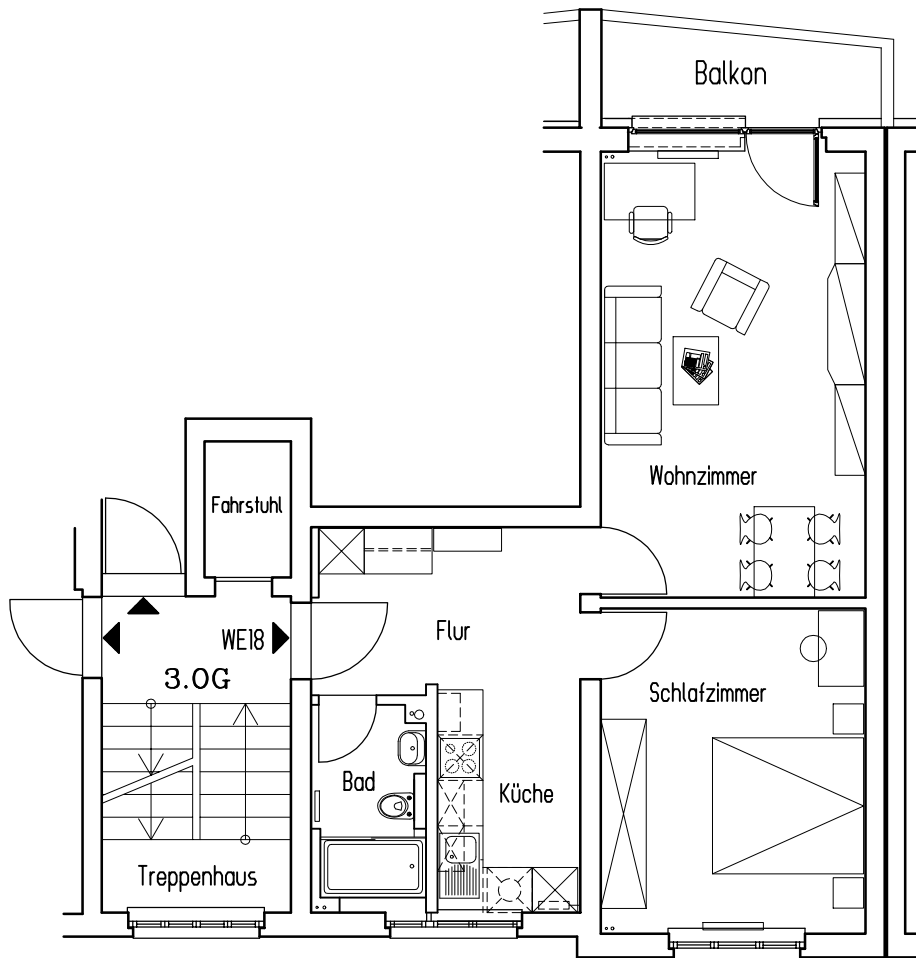 Balkon
Wohnzimmer
Fahrstuhl
WE18
Flur
3.OG
Schlafzimmer
Bad
Küche
Treppenhaus